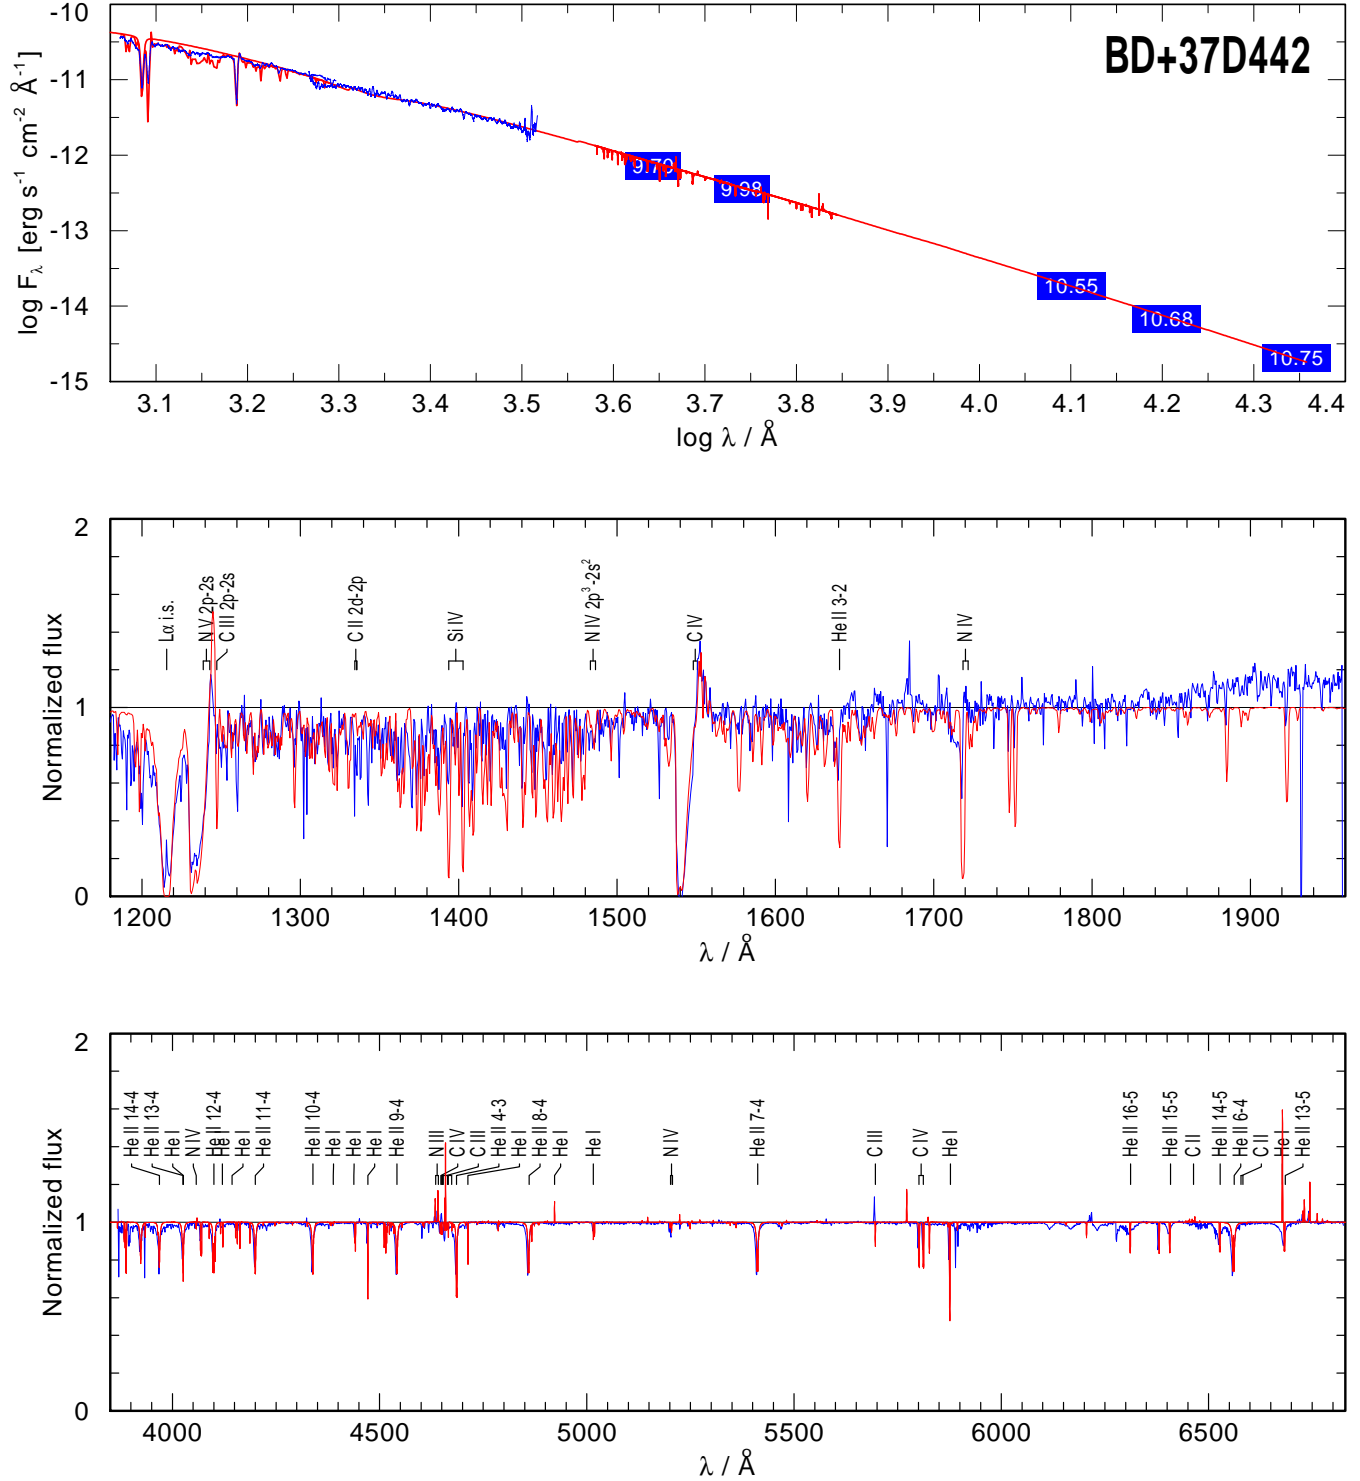 BD+37D442
log Fλ [erg s-1 cm-2 Å-1]
-10
-11
-12
-13
-14
-15
9.79
9.98
10.55
10.68
10.75
3.1 3.2 3.3 3.4 3.5 3.6 3.7 3.8 3.9 4.0 4.1 4.2 4.3 4.4
log λ / Å
Normalized flux
2
1
0
Lα i.s.
N V 2p-2s
C III 2p-2s
C II 2d-2p
Si IV
N IV 2p3-2s2
C IV
He II 3-2
N IV
1200 1300 1400 1500 1600 1700 1800 1900
λ / Å
Normalized flux
2
1
0
He II 14-4
He II 13-4
He I
N IV
He II 12-4
He I
He I
He II 11-4
He II 10-4
He I
He I
He I
He II 9-4
N III
C IV
C III
He II 4-3
He I
He II 8-4
He I
He I
N IV
He II 7-4
C III
C IV
He I
He II 16-5
He II 15-5
C II
He II 14-5
He II 6-4
C II
He I
He II 13-5
4000 4500 5000 5500 6000 6500
λ / Å